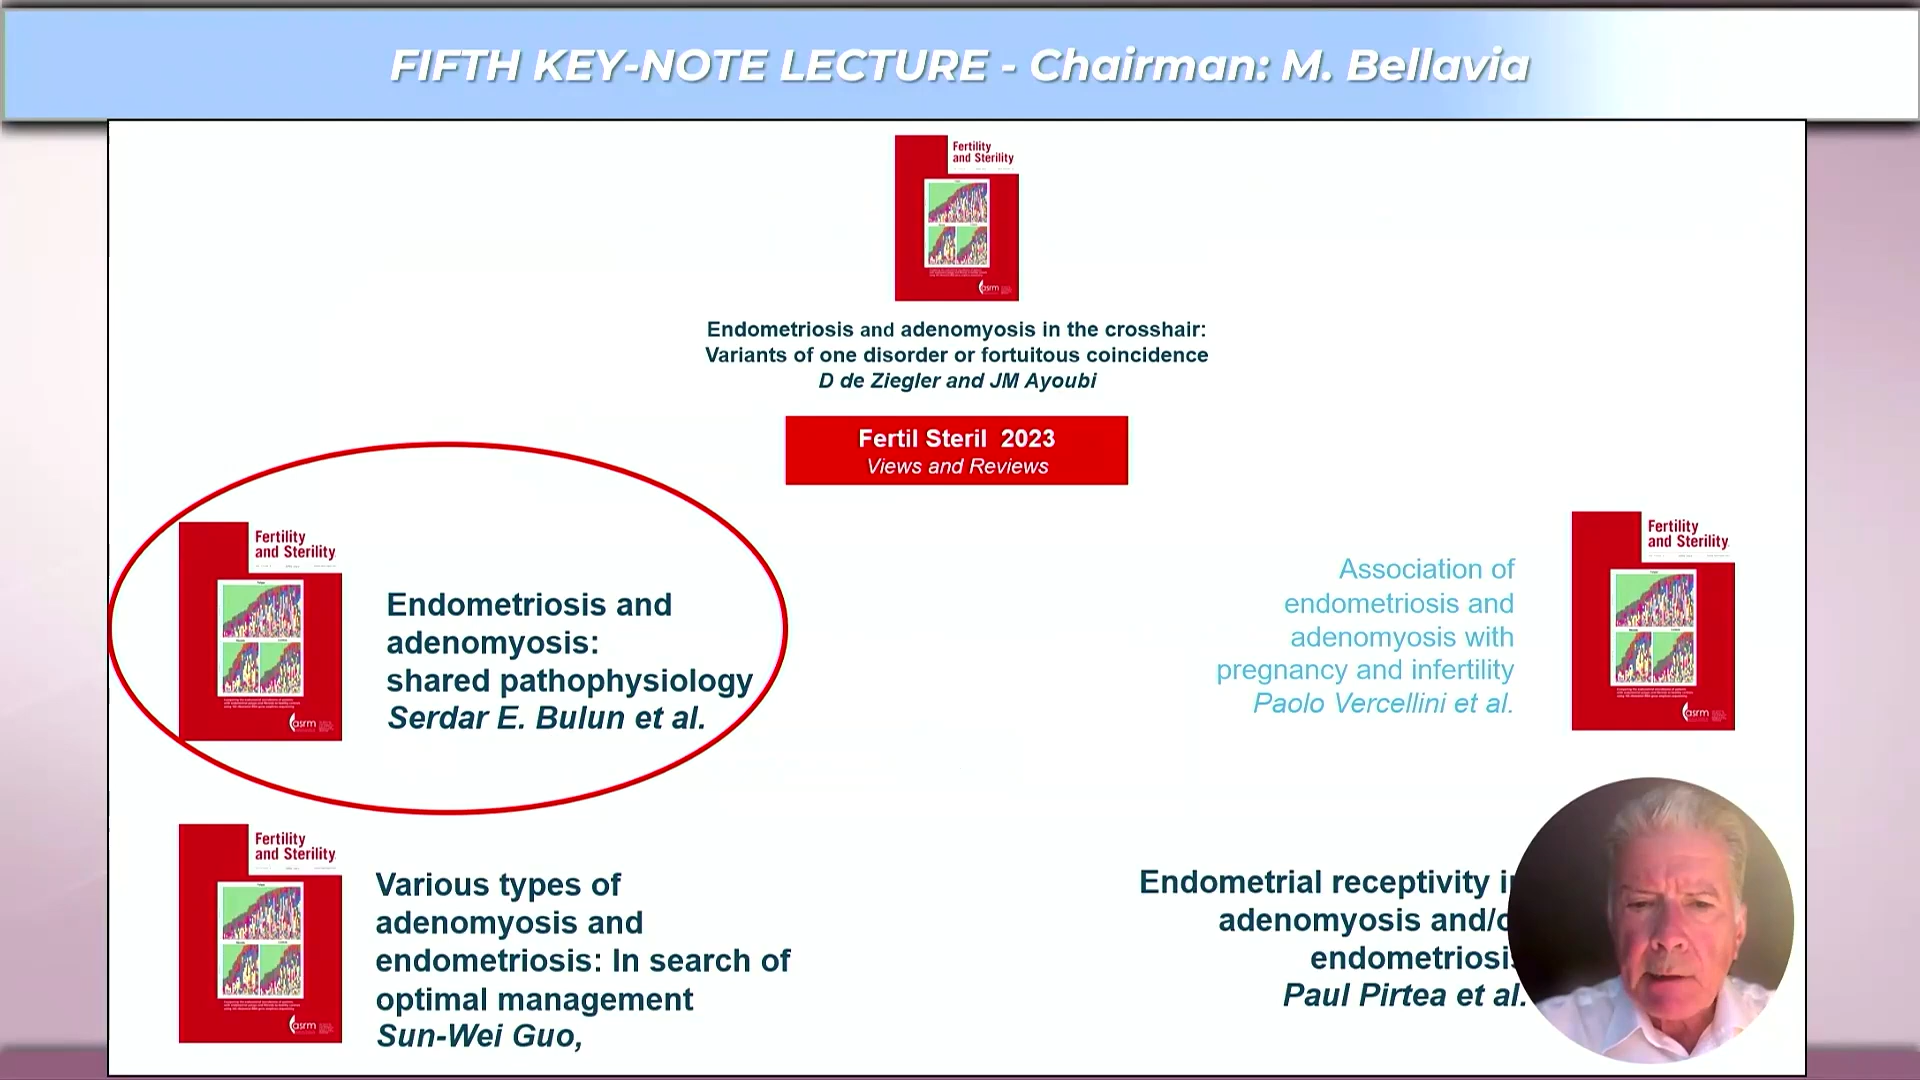 FIFTH KEY-NOTE LECTURE - Chairman: M. Bellavia
Fertility
and Sterility
asrm
Endometriosis and adenomyosis in the crosshair:
Variants of one disorder or fortuitous coincidence
D de Ziegler and JM Ayoubi
Fertil Steril 2023
Views and Reviews
Fertility
and Sterility
asrm
Endometriosis and
adenomyosis:
shared pathophysiology
Serdar E. Bulun et al.
Association of
endometriosis and
adenomyosis with
pregnancy and infertility
Paolo Vercellini et al.
Fertility
and Sterility
asrm
Fertility
and Sterility
asrm
Various types of
adenomyosis and
endometriosis: In search of
optimal management
Sun-Wei Guo,
Endometrial receptivity
adenomyosis and/
endometriosi
Paul Pirtea et al.